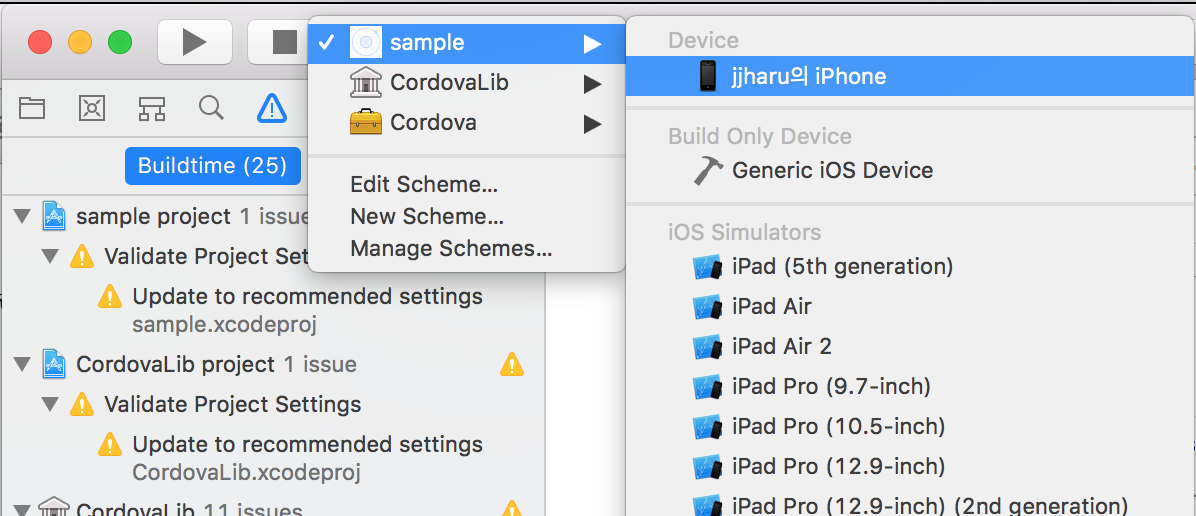 sample
CordovaLib
Cordova
Edit Scheme...
New Scheme...
Manage Schemes...
Device
jjharu의 iPhone
Build Only Device
Generic iOS Device
iOS Simulators
iPad (5th generation)
iPad Air
iPad Air 2
iPad Pro (9.7-inch)
iPad Pro (10.5-inch)
iPad Pro (12.9-inch)
iPad Pro (12.9-inch) (2nd generation)
Buildtime (25)
sample project 1 issue
Validate Project Set
Update to recommended settings
sample.xcodeproj
CordovaLib project 1 issue
Validate Project Settings
Update to recommended settings
CordovaLib.xcodeproj
CordovaLib 11 issues